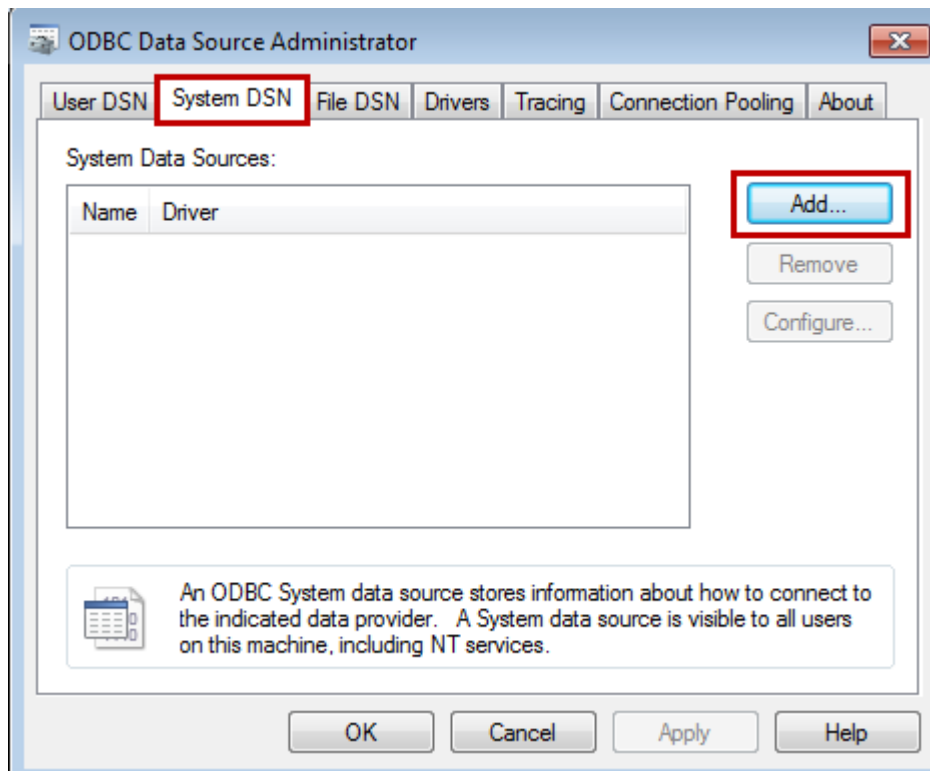 ODBC Data Source Administrator
User DSN System DSN File DSN Drivers Tracing Connection Pooling About
System Data Sources:
Name Driver
Add...
Remove
Configure...
An ODBC System data source stores information about how to connect to
the indicated data provider. A System data source is visible to all users
on this machine, including NT services.
OK Cancel Apply Help